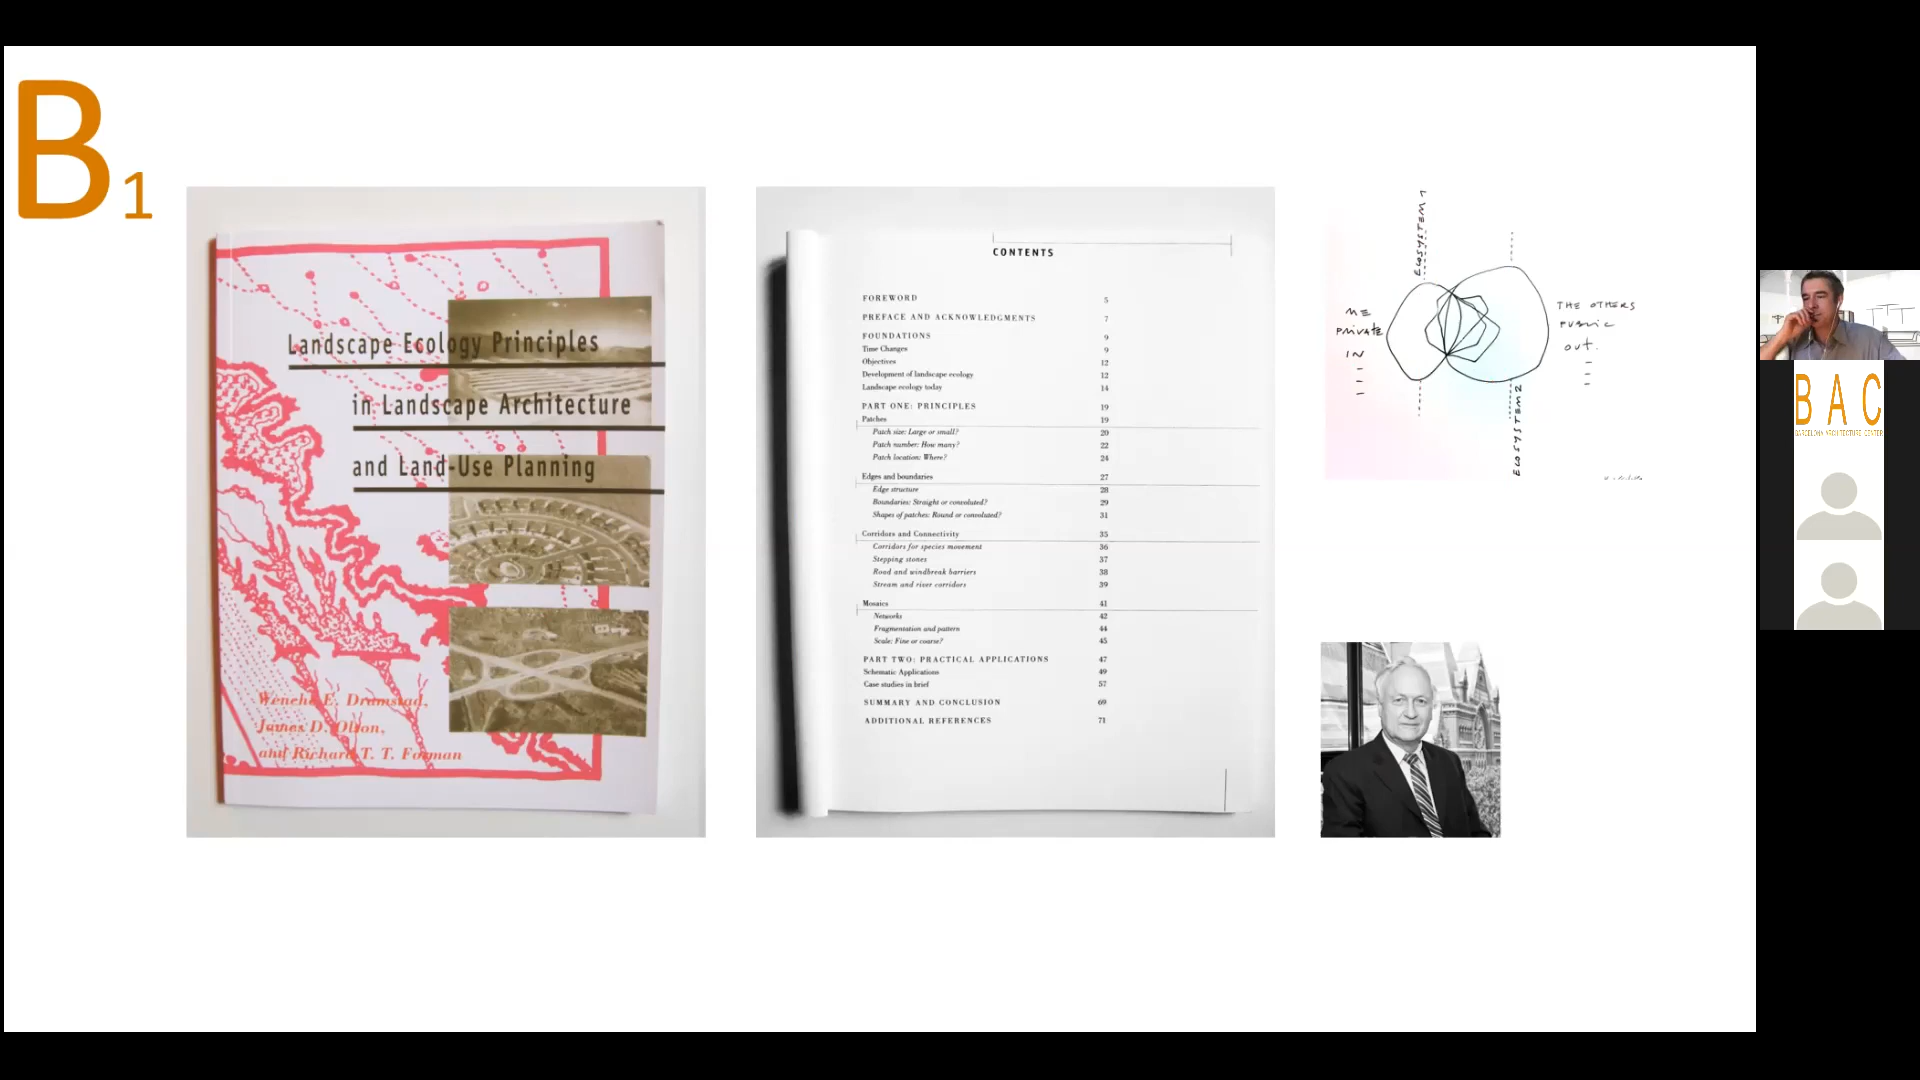 B1
Landscape Ecology Principles
in Landscape Architecture
and Land-Use Planning
Wenche E. Dramstad,
James D. Olson,
and Richard T. T. Forman
CONTENTS
FOREWORD 5
PREFACE AND ACKNOWLEDGMENTS 7
FOUNDATIONS 9
Time Changes 9
Objectives 12
Development of landscape ecology 12
Landscape ecology today 14
PART ONE: PRINCIPLES 19
Patches 19
Patch size: Large or small? 20
Patch number: How many? 22
Patch location: Where? 24
Edges and boundaries 27
Edge structure 28
Boundaries: Straight or convoluted? 29
Shapes of patches: Round or convoluted? 31
Corridors and Connectivity 35
Corridors for species movement 36
Stepping stones 37
Road and windbreak barriers 38
Stream and river corridors 39
Mosaics 41
Networks 42
Fragmentation and pattern 44
Scale: Fine or coarse? 45
PART TWO: PRACTICAL APPLICATIONS 47
Schematic Applications 49
Case studies in brief 57
SUMMARY AND CONCLUSION 69
ADDITIONAL REFERENCES 71
ECOSYSTEM 1
ME
PRIVATE
IN
THE OTHERS
PUBLIC
OUT.
ECOSYSTEM 2
BAC
BARCELONA ARCHITECTURE CENTER